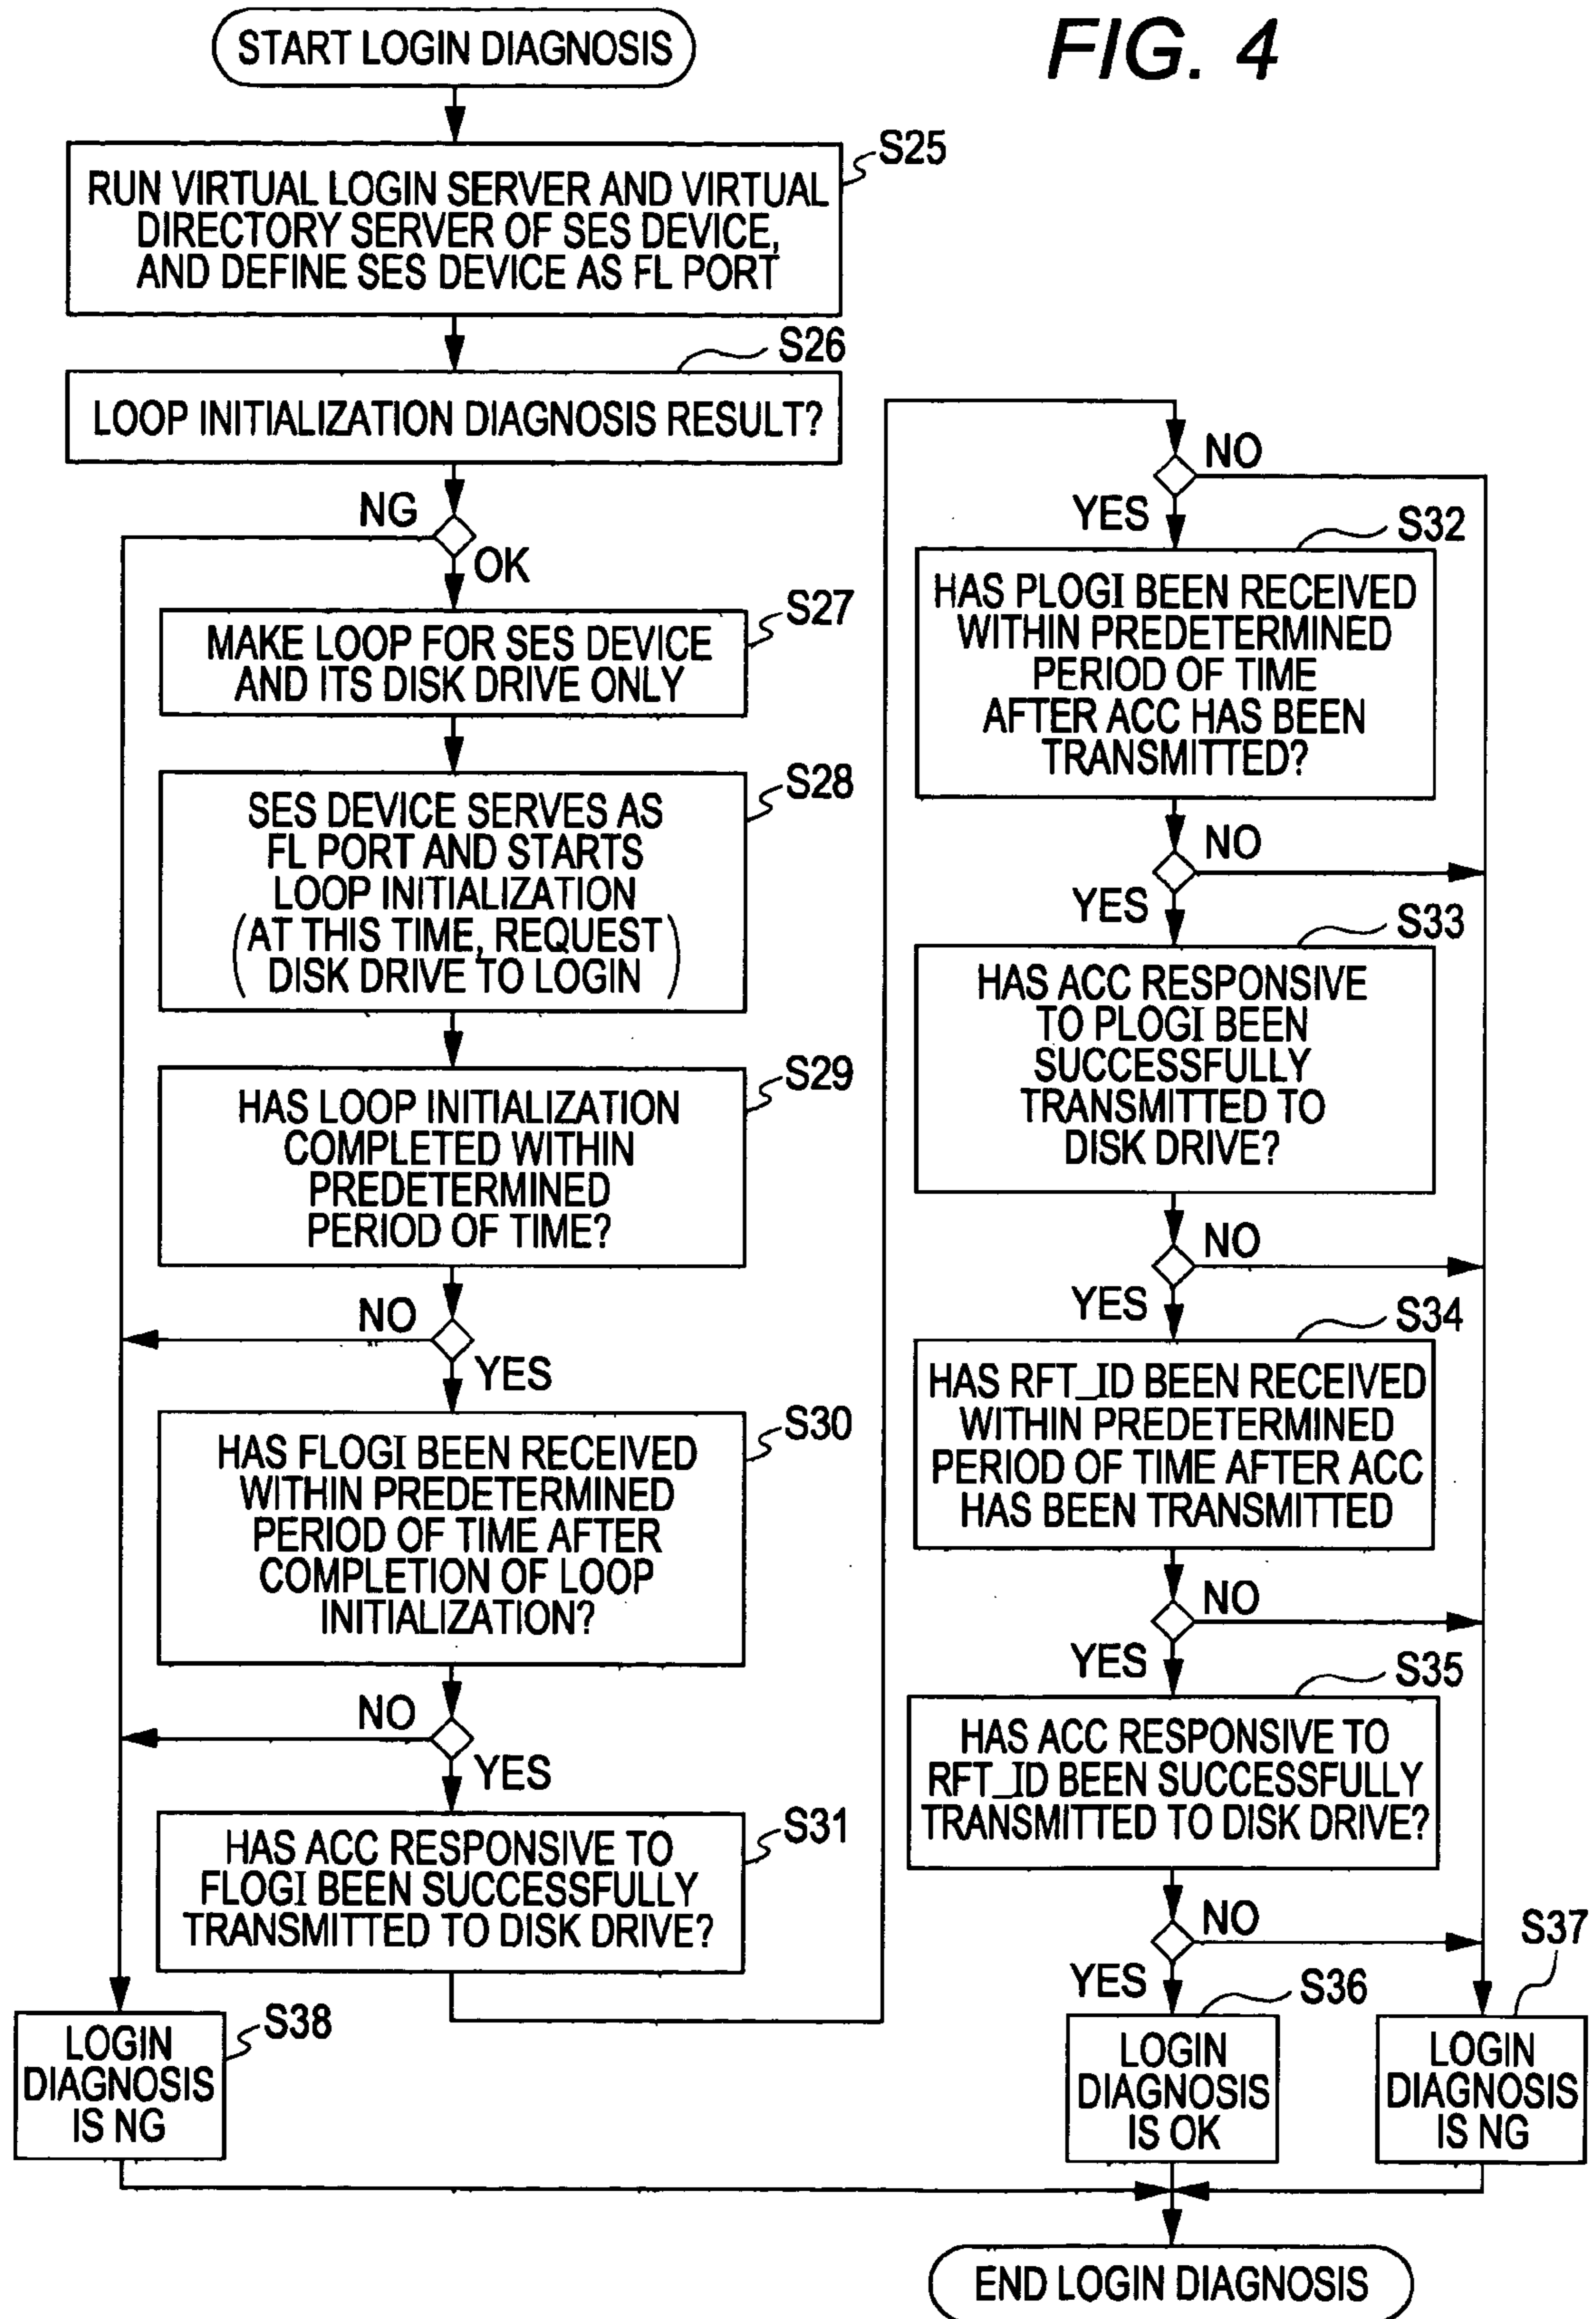 FIG. 4
START LOGIN DIAGNOSIS
S25
RUN VIRTUAL LOGIN SERVER AND VIRTUAL
DIRECTORY SERVER OF SES DEVICE,
AND DEFINE SES DEVICE AS FL PORT
S26
LOOP INITIALIZATION DIAGNOSIS RESULT?
NG
OK
S27
MAKE LOOP FOR SES DEVICE
AND ITS DISK DRIVE ONLY
S28
SES DEVICE SERVES AS
FL PORT AND STARTS
LOOP INITIALIZATION
(AT THIS TIME, REQUEST
DISK DRIVE TO LOGIN)
S29
HAS LOOP INITIALIZATION
COMPLETED WITHIN
PREDETERMINED
PERIOD OF TIME?
NO
YES
S30
HAS FLOGI BEEN RECEIVED
WITHIN PREDETERMINED
PERIOD OF TIME AFTER
COMPLETION OF LOOP
INITIALIZATION?
NO
YES
S31
HAS ACC RESPONSIVE TO
FLOGI BEEN SUCCESSFULLY
TRANSMITTED TO DISK DRIVE?
S38
LOGIN
DIAGNOSIS
IS NG
NO
YES
S32
HAS PLOGI BEEN RECEIVED
WITHIN PREDETERMINED
PERIOD OF TIME
AFTER ACC HAS BEEN
TRANSMITTED?
NO
YES
S33
HAS ACC RESPONSIVE
TO PLOGI BEEN
SUCCESSFULLY
TRANSMITTED TO
DISK DRIVE?
NO
YES
S34
HAS RFT_ID BEEN RECEIVED
WITHIN PREDETERMINED
PERIOD OF TIME AFTER ACC
HAS BEEN TRANSMITTED
NO
YES
S35
HAS ACC RESPONSIVE TO
RFT_ID BEEN SUCCESSFULLY
TRANSMITTED TO DISK DRIVE?
NO
YES
S36
LOGIN
DIAGNOSIS
IS OK
S37
LOGIN
DIAGNOSIS
IS NG
END LOGIN DIAGNOSIS